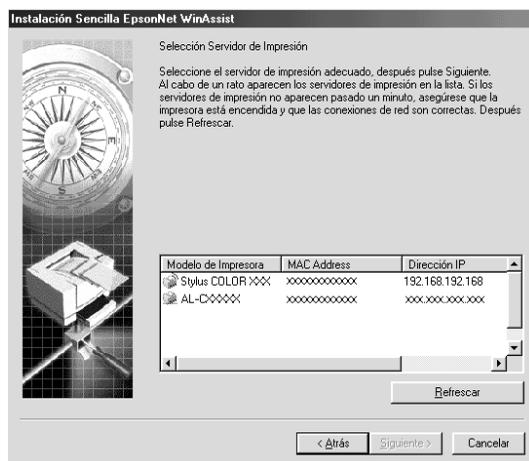 Instalación Sencilla EpsonNet WinAssist
Selección Servidor de Impresión
Seleccione el servidor de impresión adecuado, después pulse Siguiente.
Al cabo de un rato aparecen los servidores de impresión en la lista. Si los
servidores de impresión no aparecen pasado un minuto, asegúrese que la
impresora está encendida y que las conexiones de red son correctas. Después
pulse Refrescar.
Modelo de Impresora MAC Address Dirección IP
Stylus COLOR XXX XXXXXXXXXXXX 192.168.192.168
AL-CXXXXX XXXXXXXXXXXX XXX.XXX.XXX.XXX
Refrescar
< Atrás Siguiente > Cancelar
N
E
S